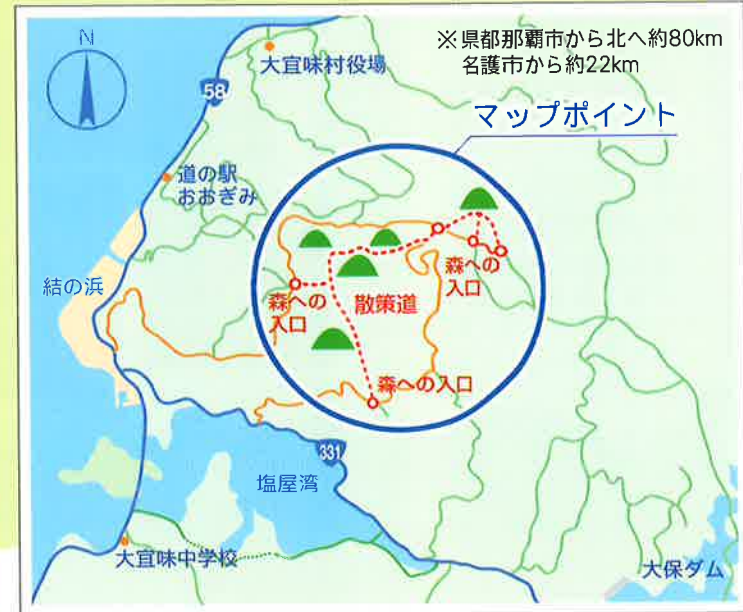 N
※県都那覇市から北へ約80km
名護市から約22km
大宜味村役場
58
マップポイント
道の駅
おおぎみ
結の浜
森への
入口
散策道
森への
入口
森への入口
331
塩屋湾
大宜味中学校
大保ダム